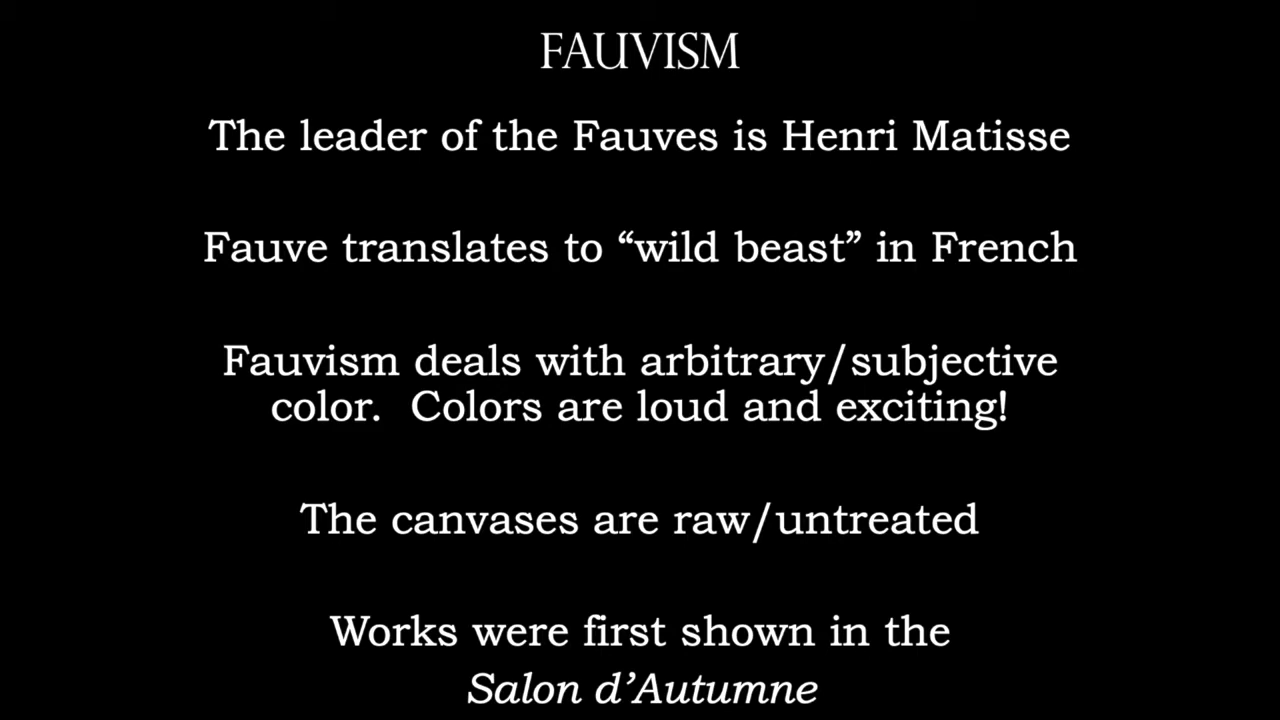 FAUVISM
The leader of the Fauves is Henri Matisse
Fauve translates to “wild beast” in French
Fauvism deals with arbitrary/subjective
color.  Colors are loud and exciting!
The canvases are raw/untreated
Works were first shown in the
Salon d’Autumne